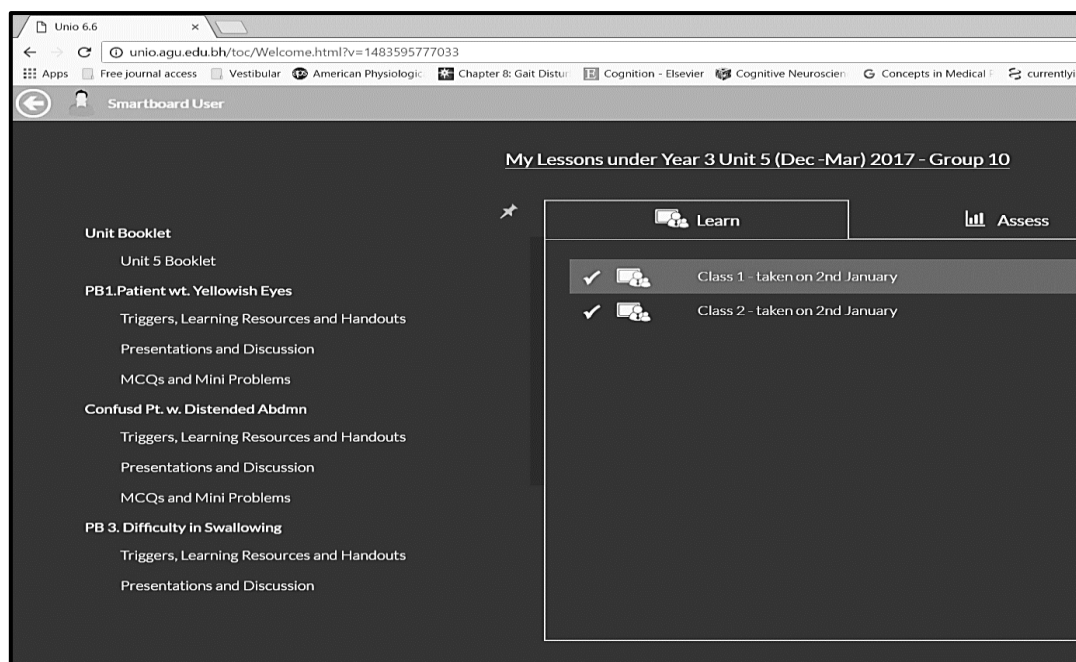 Unio 6.6
unio.agu.edu.bh/toc/Welcome.html?v=1483595777033
Apps Free journal access Vestibular American Physiologic Chapter 8: Gait Distur Cognition - Elsevier Cognitive Neuroscien Concepts in Medical currently
Smartboard User
My Lessons under Year 3 Unit 5 (Dec -Mar) 2017 - Group 10
Learn Assess
Unit Booklet
Unit 5 Booklet
PB1.Patient wt. Yellowish Eyes
Triggers, Learning Resources and Handouts
Presentations and Discussion
MCQs and Mini Problems
Confusd Pt. w. Distended Abdmn
Triggers, Learning Resources and Handouts
Presentations and Discussion
MCQs and Mini Problems
PB 3. Difficulty in Swallowing
Triggers, Learning Resources and Handouts
Presentations and Discussion
Class 1 - taken on 2nd January
Class 2 - taken on 2nd January